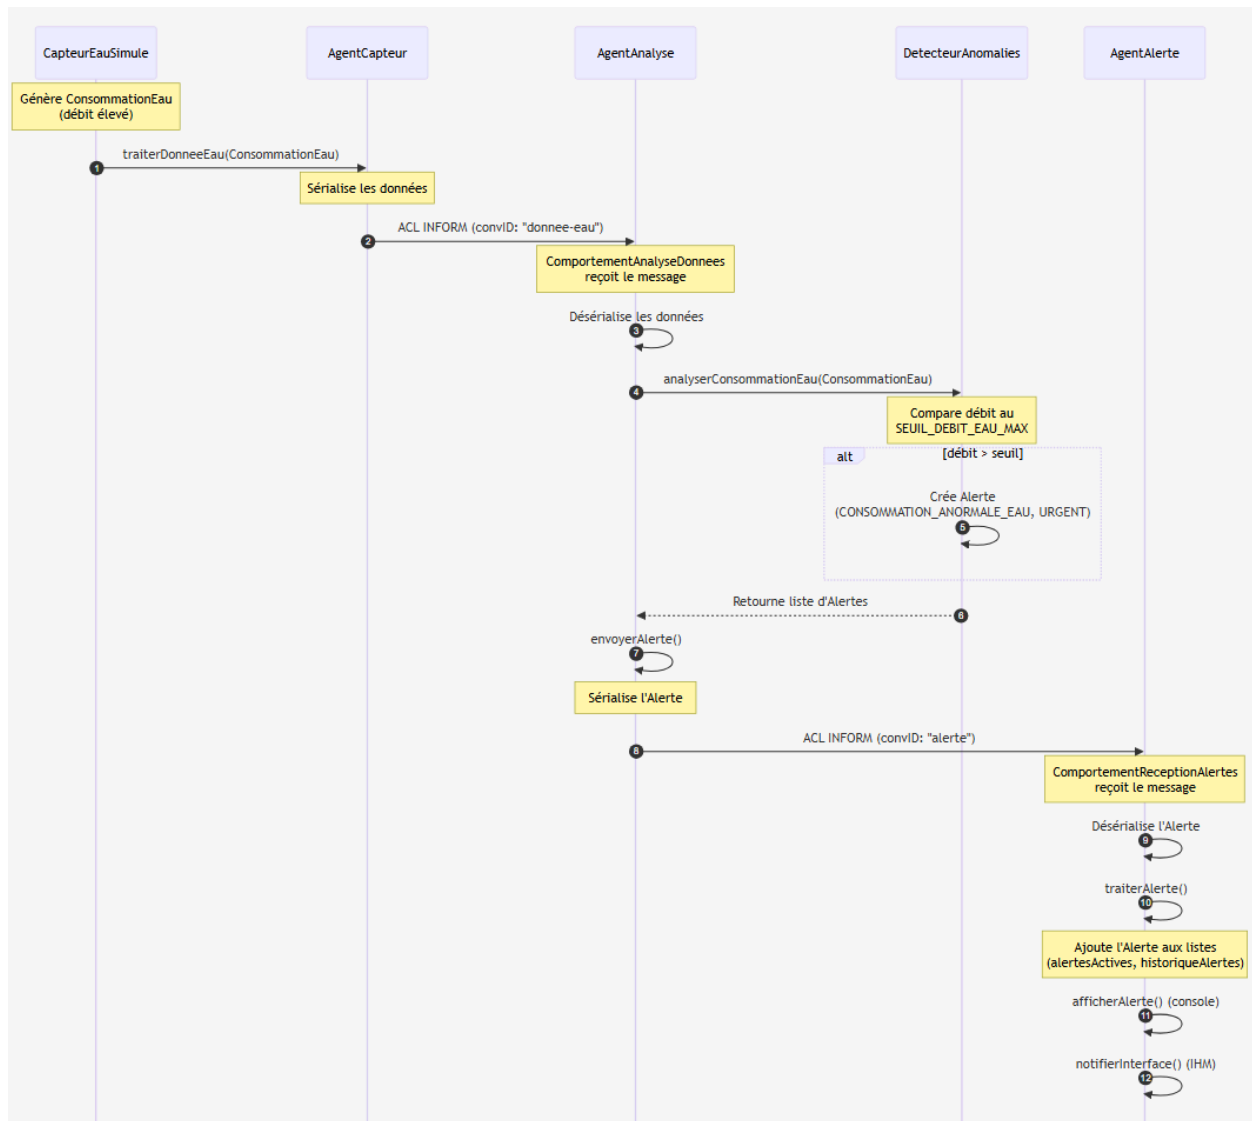 CapteurEauSimule
AgentCapteur
AgentAnalyse
DetecteurAnomalies
AgentAlerte
Génère ConsommationEau
(débit élevé)
1
traiterDonneeEau(ConsommationEau)
Sérialise les données
2
ACL INFORM (convID: "donnee-eau")
ComportementAnalyseDonnees
reçoit le message
Désérialise les données
3
4
analyserConsommationEau(ConsommationEau)
Compare débit au
SEUIL_DEBIT_EAU_MAX
alt
[débit > seuil]
Crée Alerte
(CONSOMMATION_ANORMALE_EAU, URGENT)
5
Retourne liste d'Alertes
6
envoyerAlerte()
7
Sérialise l'Alerte
8
ACL INFORM (convID: "alerte")
ComportementReceptionAlertes
reçoit le message
Désérialise l'Alerte
9
traiterAlerte()
10
Ajoute l'Alerte aux listes
(alertesActives, historiqueAlertes)
afficherAlerte() (console)
11
notifierInterface() (IHM)
12